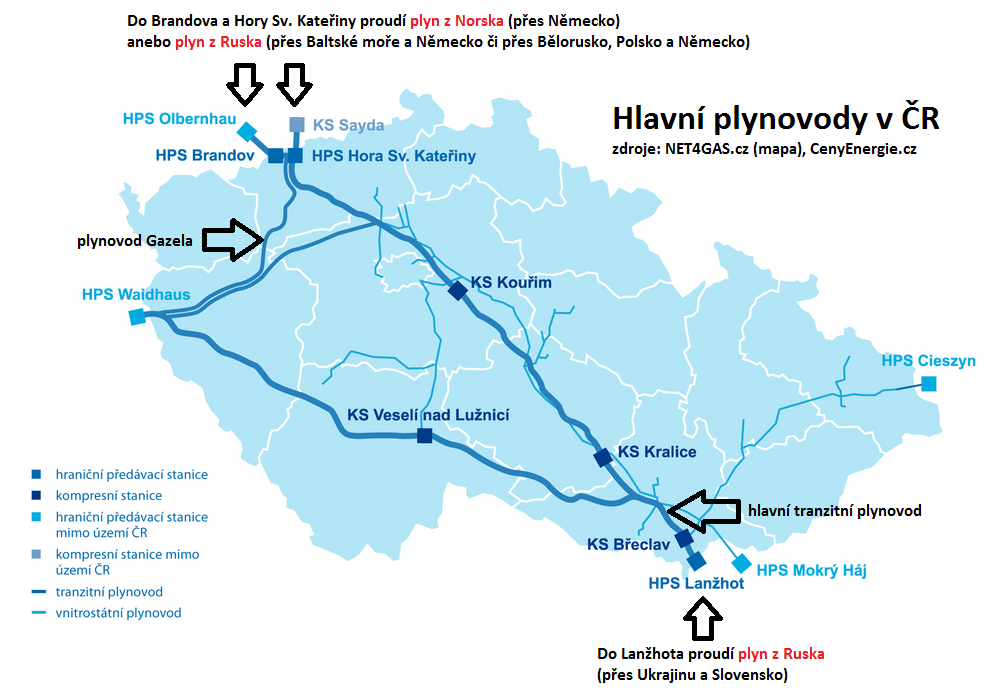 Do Brandova a Hory Sv. Kateřiny proudí plyn z Norska (přes Německo)
anebo plyn z Ruska (přes Baltské moře a Německo či přes Bělorusko, Polsko a Německo)
Hlavní plynovody v ČR
zdroje: NET4GAS.cz (mapa), CenyEnergie.cz
HPS Olbernhau
KS Sayda
HPS Brandov
HPS Hora Sv. Kateřiny
plynovod Gazela
KS Kouřim
HPS Waidhaus
HPS Cieszyn
KS Veselí nad Lužnicí
KS Kralice
hraniční předávací stanice
kompresní stanice
hraniční předávací stanice
mimo území ČR
kompresní stanice mimo
území ČR
tranzitní plynovod
vnitrostátní plynovod
hlavní tranzitní plynovod
KS Břeclav
HPS Mokrý Háj
HPS Lanžhot
Do Lanžhota proudí plyn z Ruska
(přes Ukrajinu a Slovensko)